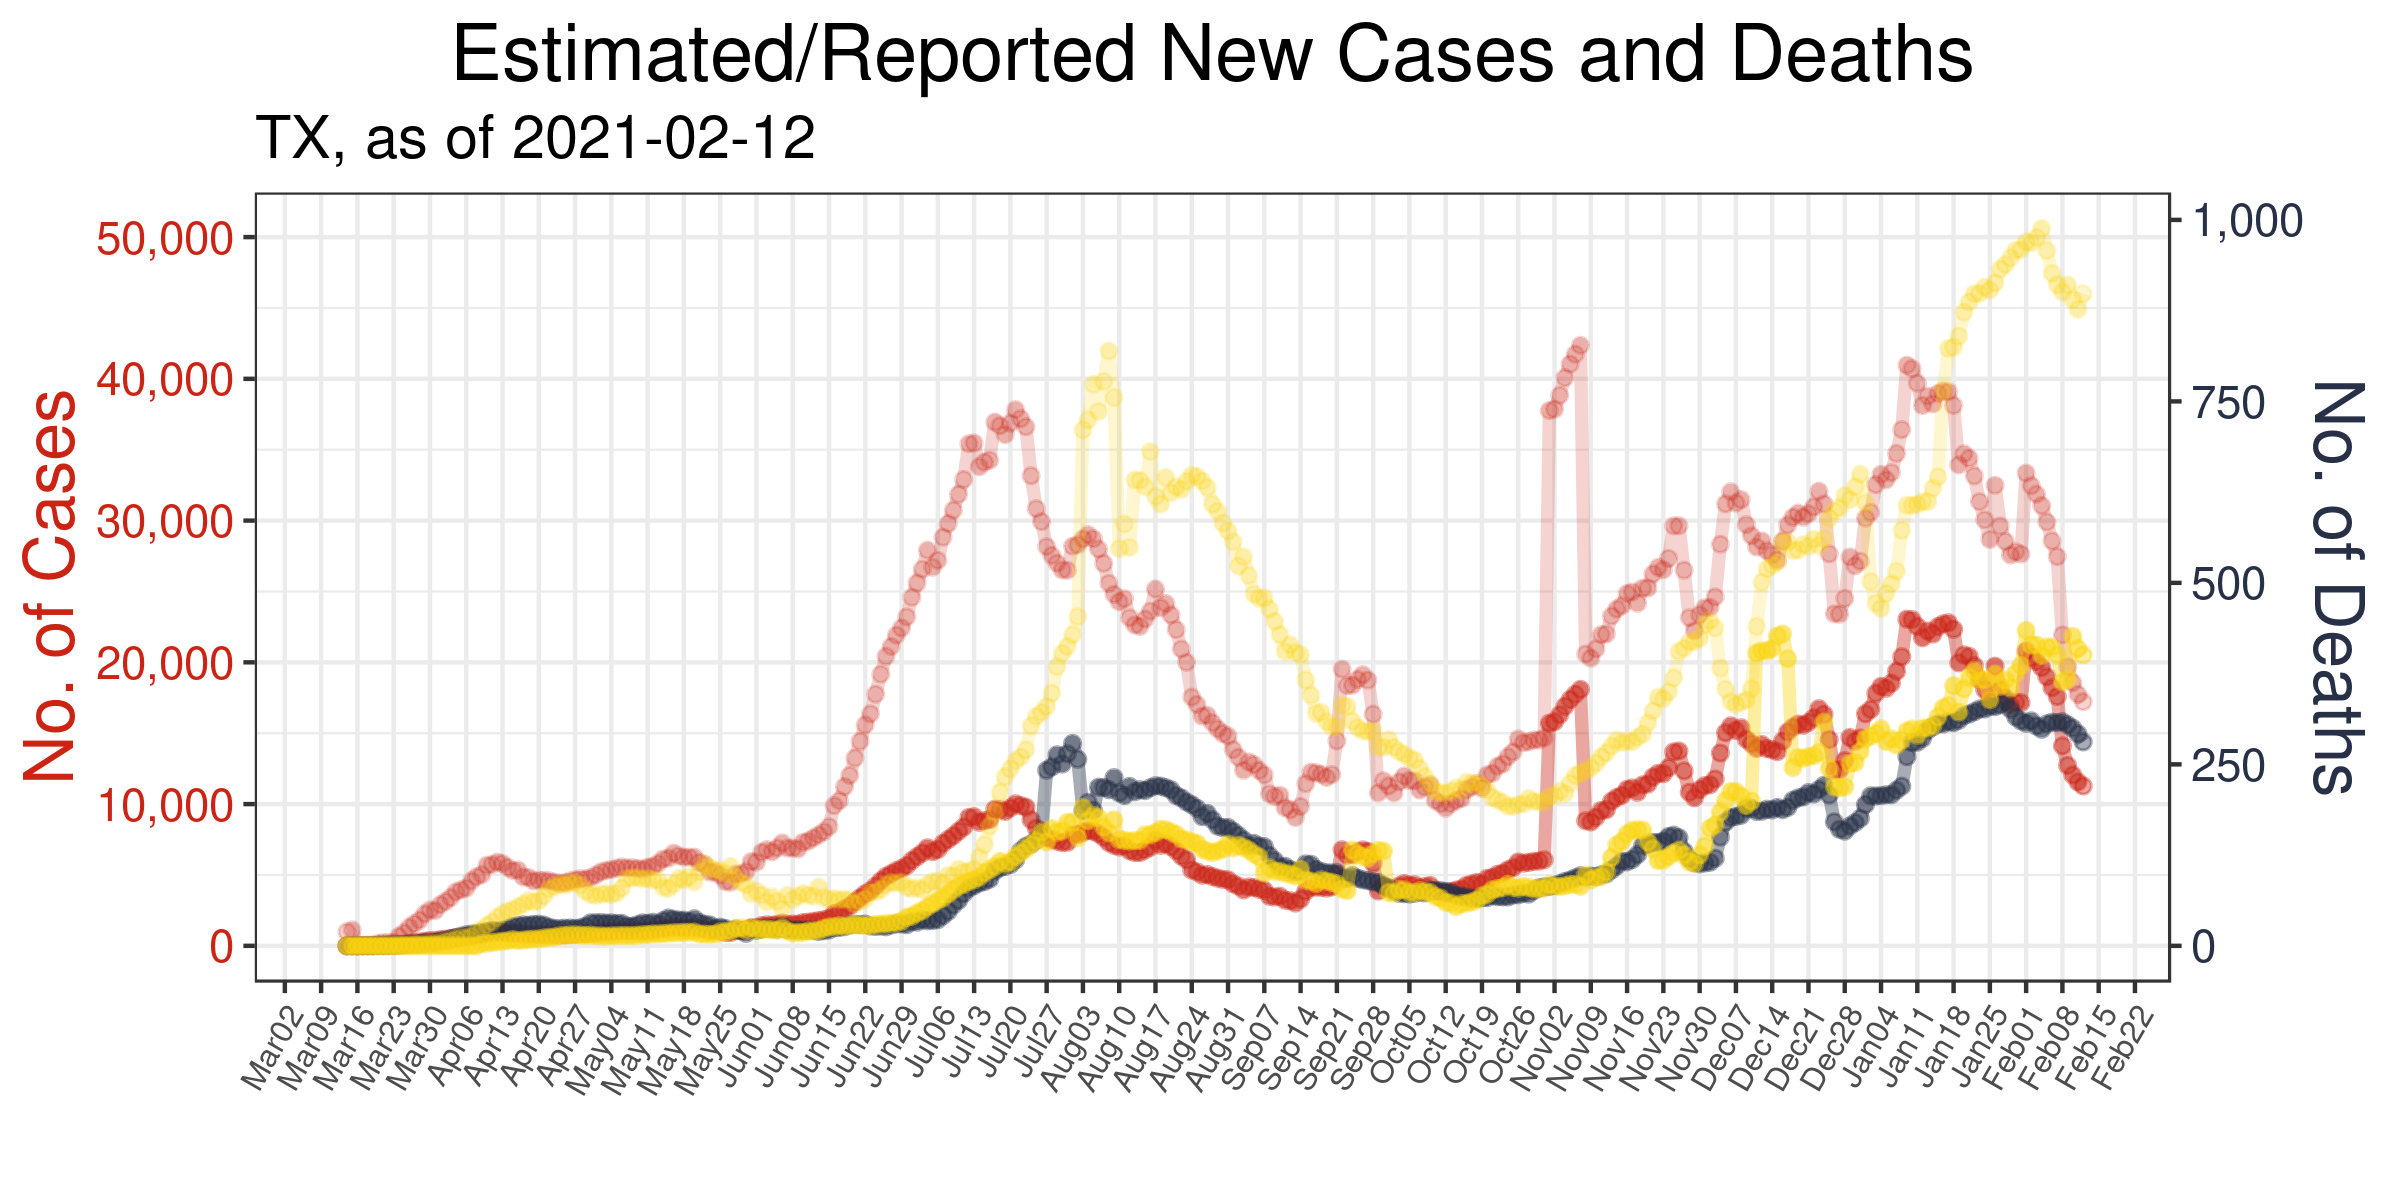 Estimated/Reported New Cases and Deaths
TX, as of 2021-02-12
No. of Cases
50,000
40,000
30,000
20,000
10,000
0
1,000
750
500
250
0
No. of Deaths
Mar02
Mar09
Mar16
Mar23
Mar30
Apr06
Apr13
Apr20
Apr27
May04
May11
May18
May25
Jun01
Jun08
Jun15
Jun22
Jun29
Jul06
Jul13
Jul20
Jul27
Aug03
Aug10
Aug17
Aug24
Aug31
Sep07
Sep14
Sep21
Sep28
Oct05
Oct12
Oct19
Oct26
Nov02
Nov09
Nov16
Nov23
Nov30
Dec07
Dec14
Dec21
Dec28
Jan04
Jan11
Jan18
Jan25
Feb01
Feb08
Feb15
Feb22